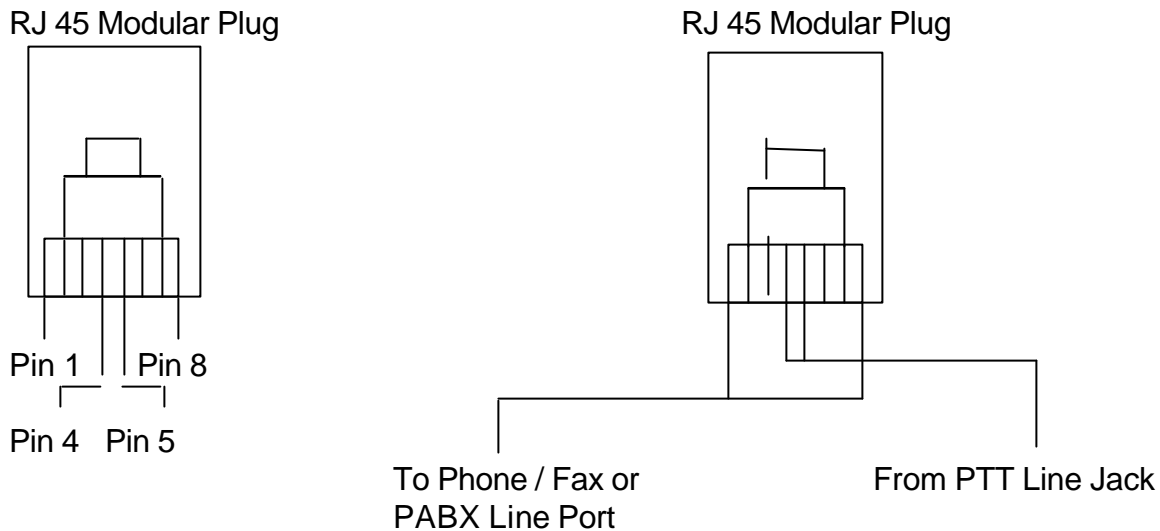 RJ 45 Modular Plug
RJ 45 Modular Plug
Pin 1
Pin 8
Pin 4
Pin 5
To Phone / Fax or
PABX Line Port
From PTT Line Jack